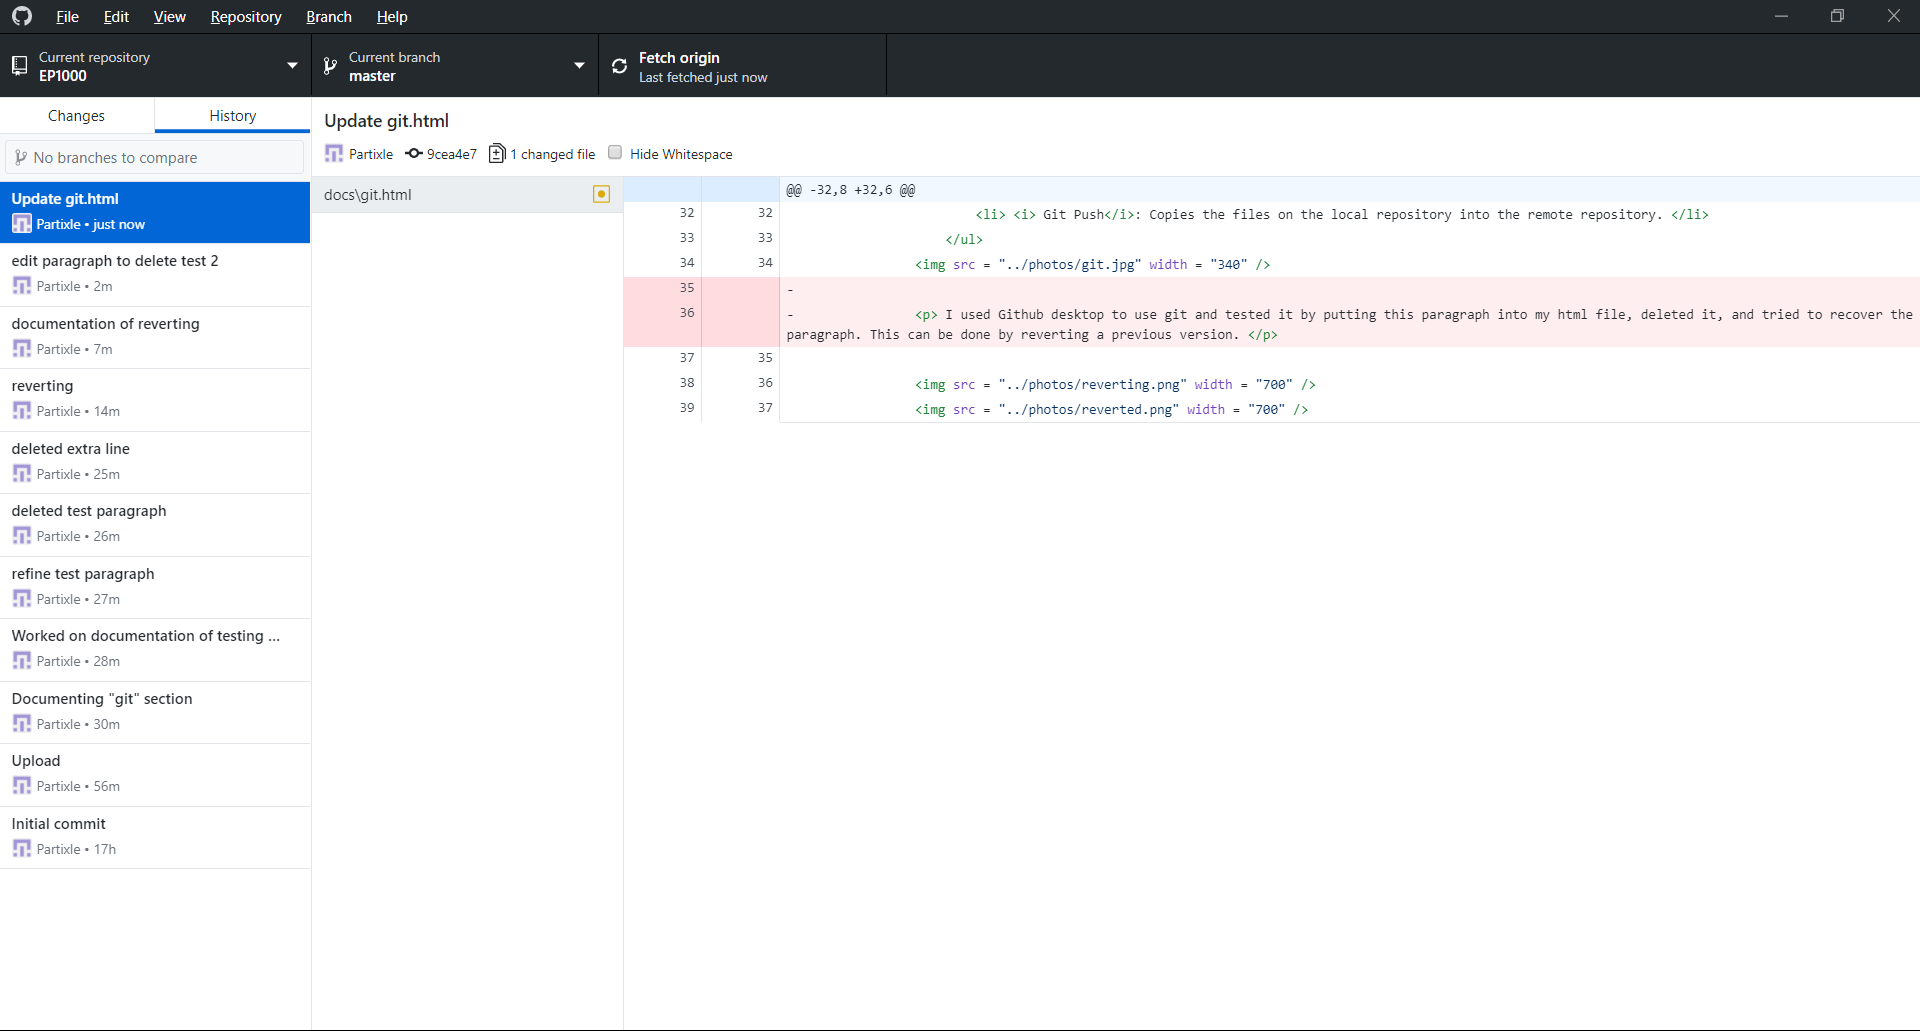 File Edit View Repository Branch Help
Current repository
EP1000
Current branch
master
Fetch origin
Last fetched just now
Changes
History
No branches to compare
Update git.html
Partixle • just now
edit paragraph to delete test 2
Partixle • 2m
documentation of reverting
Partixle • 7m
reverting
Partixle • 14m
deleted extra line
Partixle • 25m
deleted test paragraph
Partixle • 26m
refine test paragraph
Partixle • 27m
Worked on documentation of testing ...
Partixle • 28m
Documenting "git" section
Partixle • 30m
Upload
Partixle • 56m
Initial commit
Partixle • 17h
Update git.html
Partixle 9cea4e7 1 changed file Hide Whitespace
docs\git.html
@@ -32,8 +32,6 @@
32 32 <li> <i> Git Push</i>: Copies the files on the local repository into the remote repository. </li>
33 33 </ul>
34 34 <img src = "../photos/git.jpg" width = "340" />
35 -
36 - <p> I used Github desktop to use git and tested it by putting this paragraph into my html file, deleted it, and tried to recover the
paragraph. This can be done by reverting a previous version. </p>
37 35
38 36 <img src = "../photos/reverting.png" width = "700" />
39 37 <img src = "../photos/reverted.png" width = "700" />